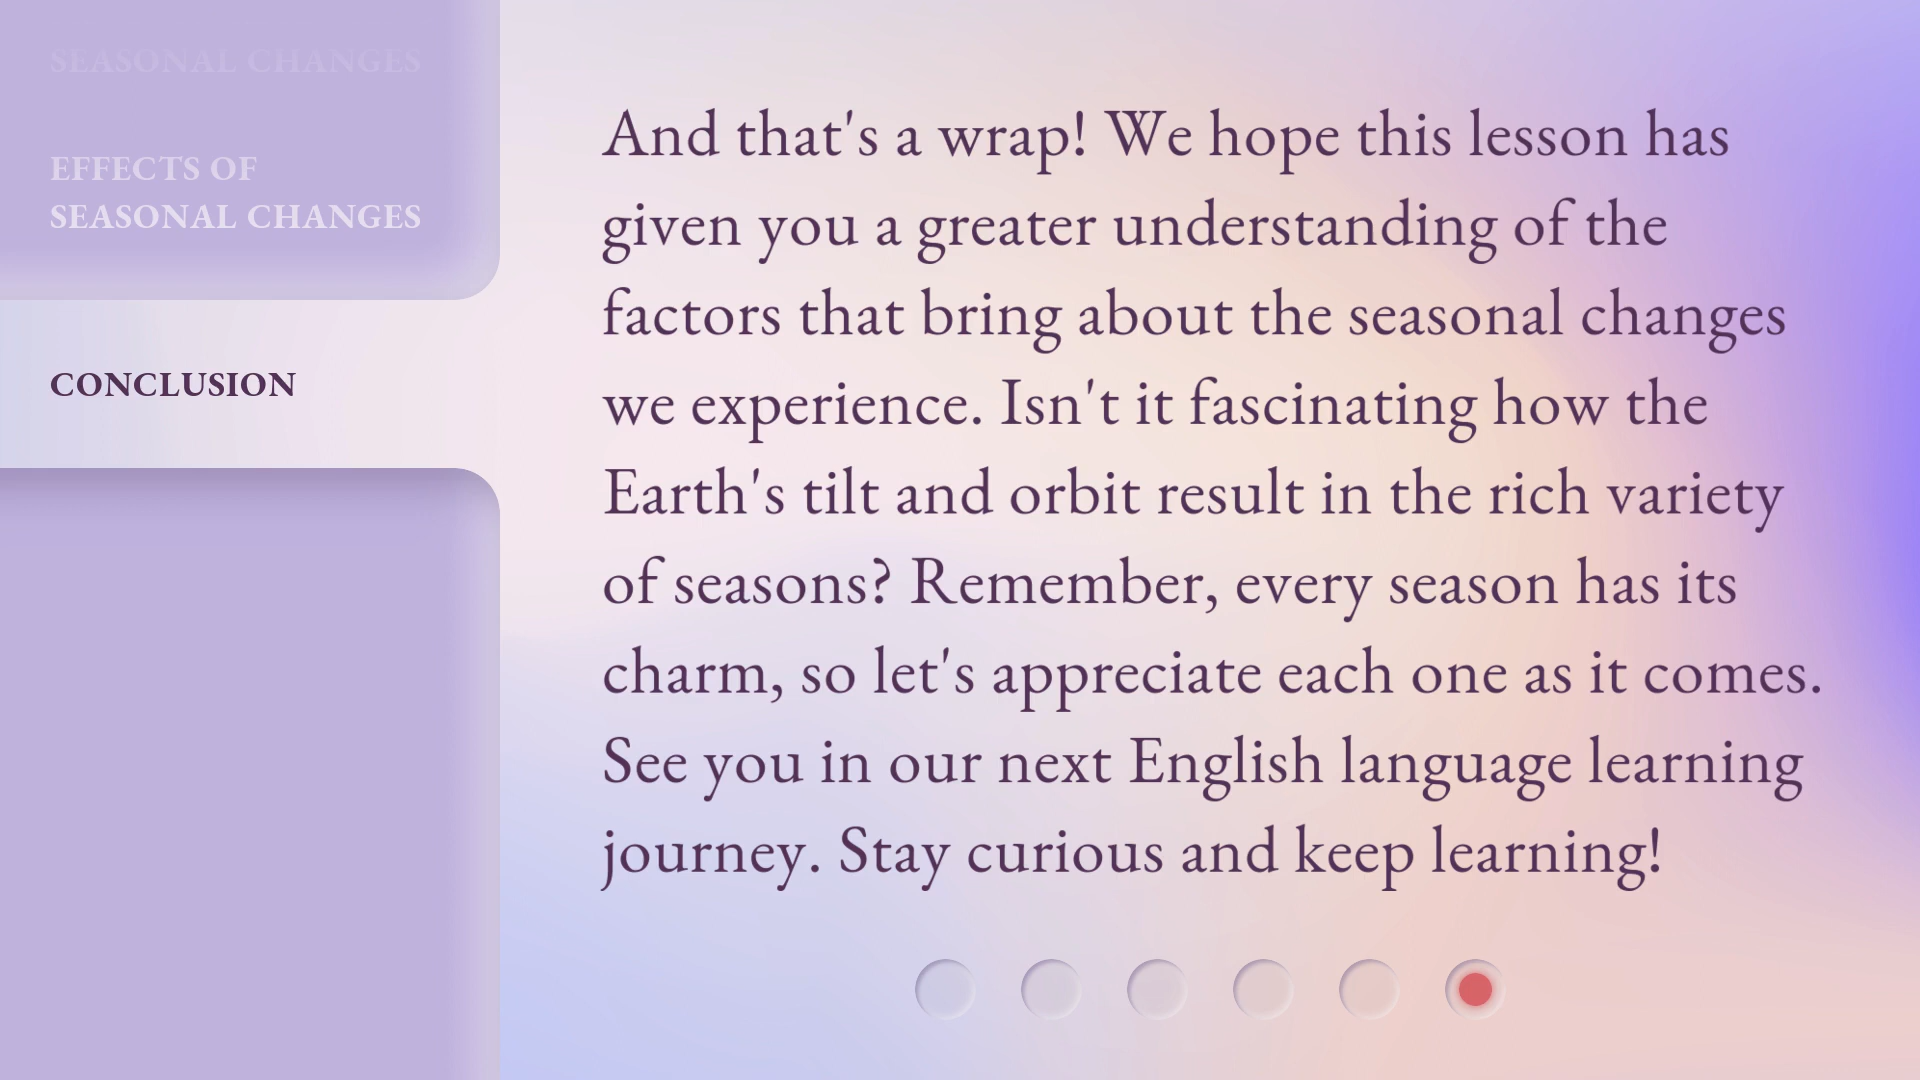 SEASONAL CHANGES
EFFECTS OF
SEASONAL CHANGES
CONCLUSION
And that's a wrap! We hope this lesson has
given you a greater understanding of the
factors that bring about the seasonal changes
we experience. Isn't it fascinating how the
Earth's tilt and orbit result in the rich variety
of seasons? Remember, every season has its
charm, so let's appreciate each one as it comes.
See you in our next English language learning
journey. Stay curious and keep learning!